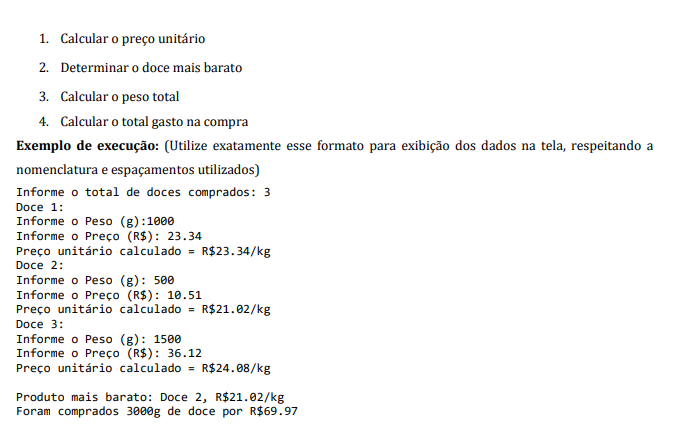 1. Calcular o preço unitário
2. Determinar o doce mais barato
3. Calcular o peso total
4. Calcular o total gasto na compra
Exemplo de execução: (Utilize exatamente esse formato para exibição dos dados na tela, respeitando a
nomenclatura e espaçamentos utilizados)
Informe o total de doces comprados: 3
Doce 1:
Informe o Peso (g):1000
Informe o Preço (R$): 23.34
Preço unitário calculado = R$23.34/kg
Doce 2:
Informe o Peso (g): 500
Informe o Preço (R$): 10.51
Preço unitário calculado = R$21.02/kg
Doce 3:
Informe o Peso (g): 1500
Informe o Preço (R$): 36.12
Preço unitário calculado = R$24.08/kg
Produto mais barato: Doce 2, R$21.02/kg
Foram comprados 3000g de doce por R$69.97